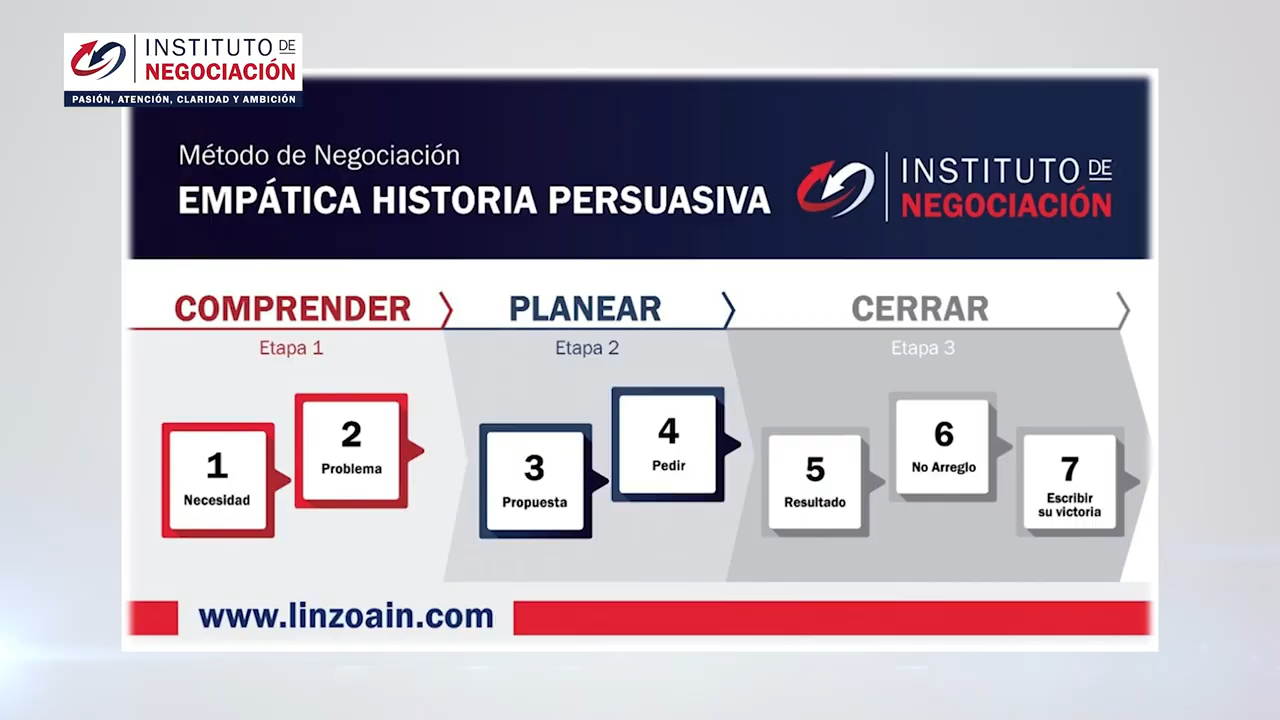 INSTITUTO DE
NEGOCIACIÓN
PASIÓN, ATENCIÓN, CLARIDAD Y AMBICIÓN
Método de Negociación
EMPÁTICA HISTORIA PERSUASIVA
INSTITUTO DE
NEGOCIACIÓN
COMPRENDER
Etapa 1
PLANEAR
Etapa 2
CERRAR
Etapa 3
1
Necesidad
2
Problema
3
Propuesta
4
Pedir
5
Resultado
6
No Arreglo
7
Escribir
su victoria
www.linzoain.com